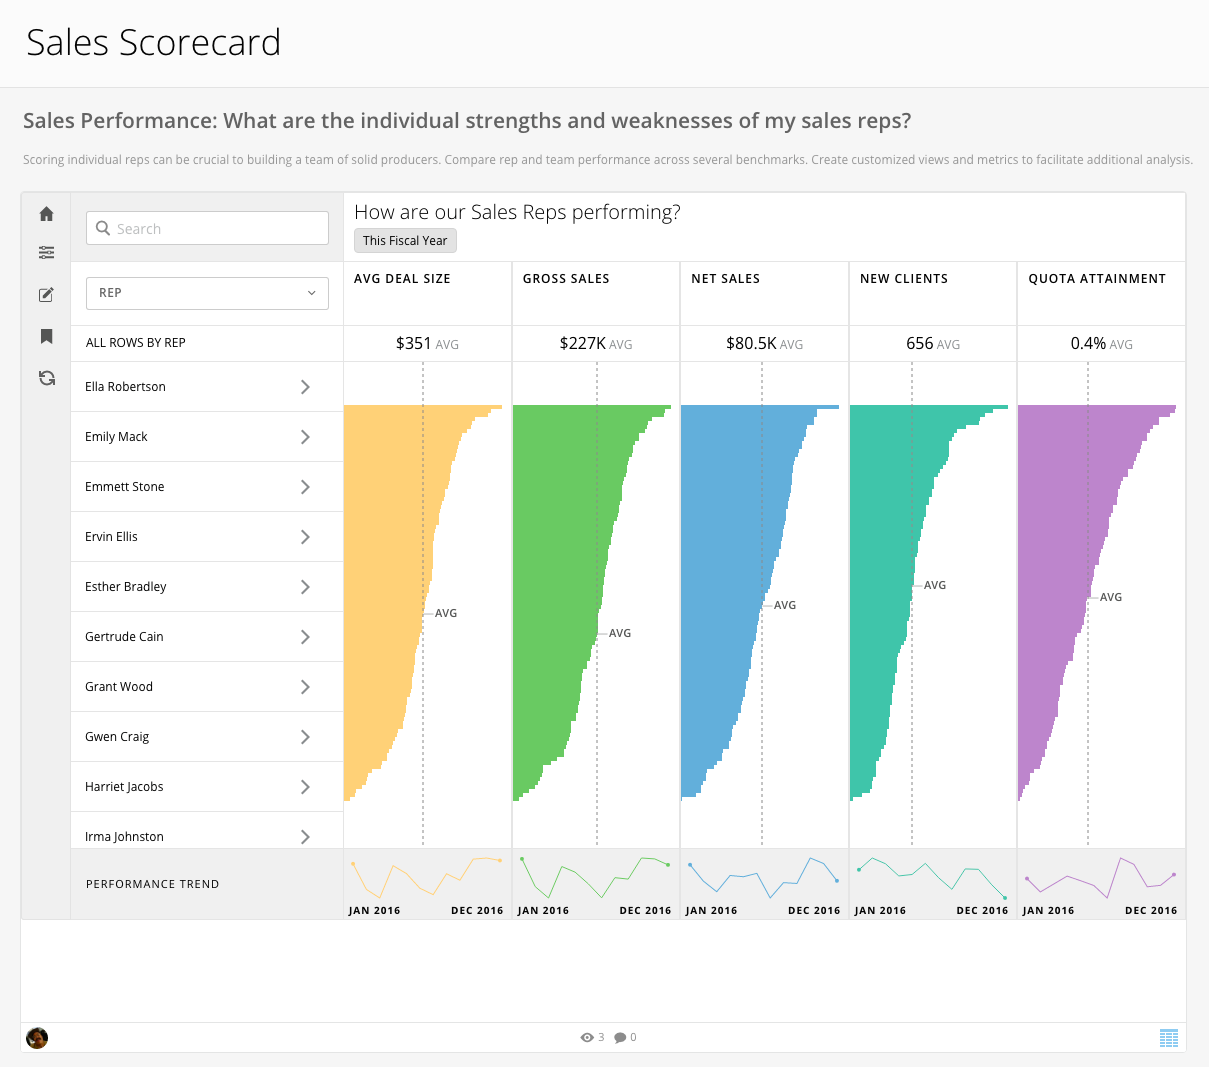 Sales Scorecard
Sales Performance: What are the individual strengths and weaknesses of my sales reps?
Scoring individual reps can be crucial to building a team of solid producers. Compare rep and team performance across several benchmarks. Create customized views and metrics to facilitate additional analysis.
Search
How are our Sales Reps performing?
This Fiscal Year
REP
AVG DEAL SIZE
GROSS SALES
NET SALES
NEW CLIENTS
QUOTA ATTAINMENT
ALL ROWS BY REP
$351 AVG
$227K AVG
$80.5K AVG
656 AVG
0.4% AVG
Ella Robertson
Emily Mack
Emmett Stone
Ervin Ellis
Esther Bradley
Gertrude Cain
Grant Wood
Gwen Craig
Harriet Jacobs
Irma Johnston
AVG
AVG
AVG
AVG
AVG
PERFORMANCE TREND
JAN 2016 DEC 2016
JAN 2016 DEC 2016
JAN 2016 DEC 2016
JAN 2016 DEC 2016
JAN 2016 DEC 2016
3 0